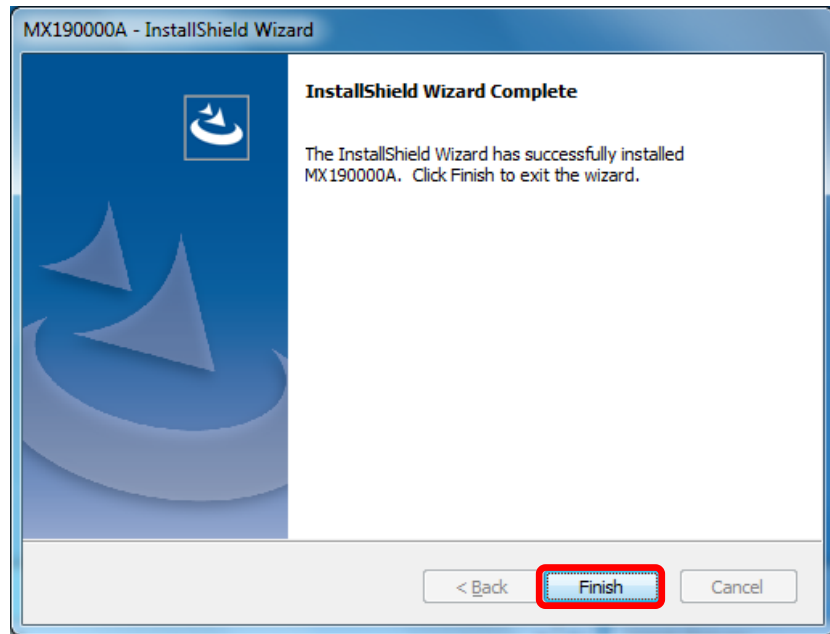 MX190000A - InstallShield Wizard
InstallShield Wizard Complete
The InstallShield Wizard has successfully installed
MX190000A. Click Finish to exit the wizard.
< Back
Finish
Cancel